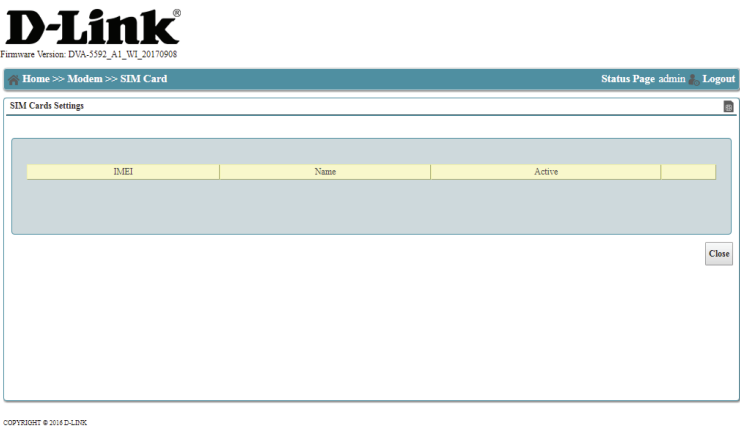 D-Link®
Firmware Version: DVA-5592_A1_WI_20170908
Home >> Modem >> SIM Card Status Page admin Logout
SIM Cards Settings
IMEI Name Active
Close
COPYRIGHT © 2016 D-LINK